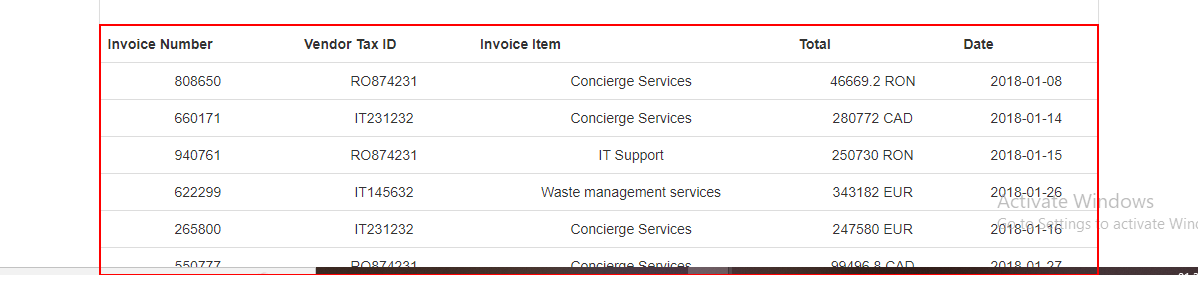 Invoice Number Vendor Tax ID Invoice Item Total Date
808650 RO874231 Concierge Services 46669.2 RON 2018-01-08
660171 IT231232 Concierge Services 280772 CAD 2018-01-14
940761 RO874231 IT Support 250730 RON 2018-01-15
622299 IT145632 Waste management services 343182 EUR 2018-01-26
Activate Windows
265800 IT231232 Concierge Services 247580 EUR 2018-01-16
Go to Settings to activate Win
550777 RO874231 Concierge Services 99496.8 CAD 2018-01-27